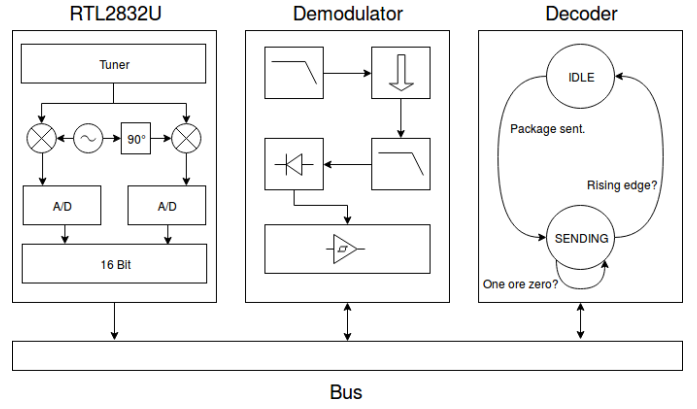 RTL2832U
Demodulator
Decoder
Tuner
90°
A/D
A/D
16 Bit
IDLE
Package sent.
Rising edge?
SENDING
One ore zero?
Bus